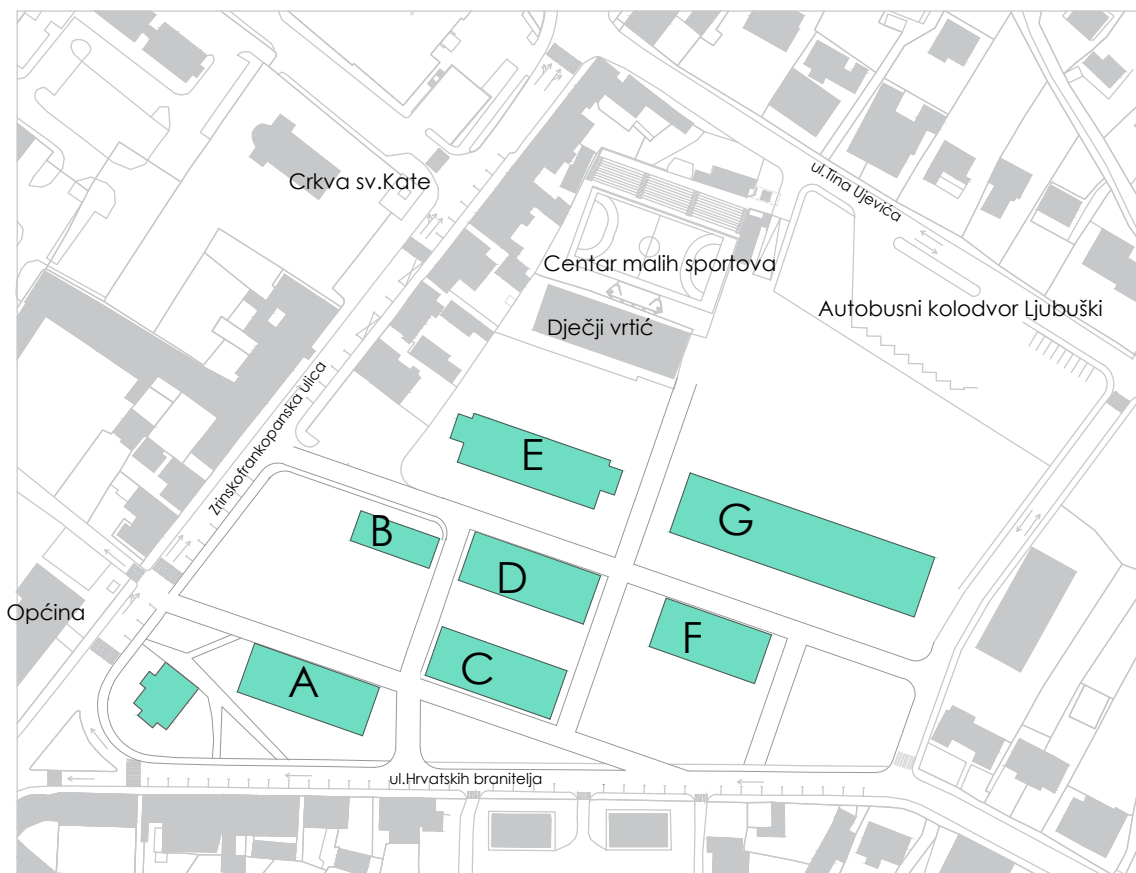 Crkva sv.Kate
ul.Tina Ujevića
Centar malih sportova
Autobusni kolodvor Ljubuški
Dječji vrtić
Zrinskofrankopanska ulica
E
G
B
D
Općina
F
C
A
ul.Hrvatskih branitelja